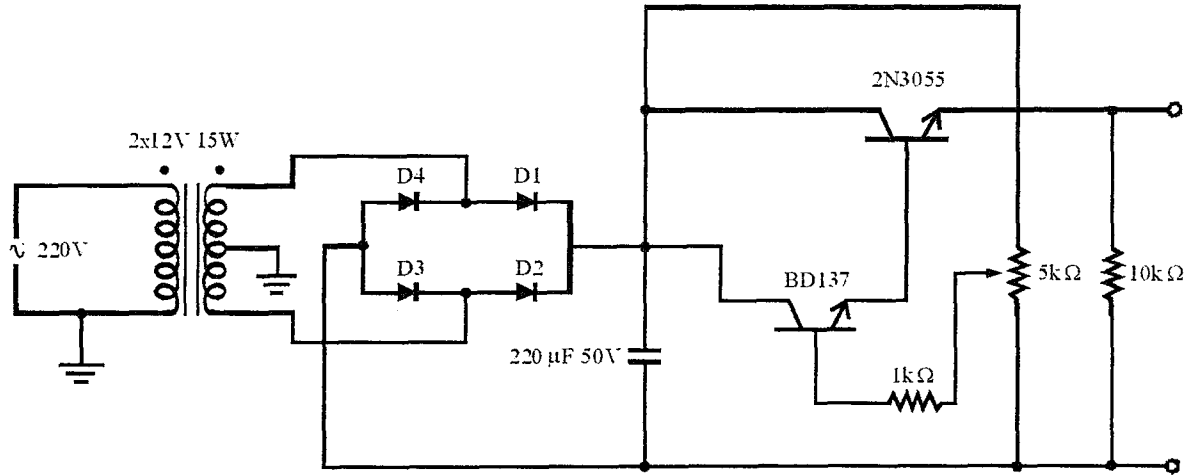 2N3055
2x12V 15W
D4
D1
~ 220V
D3
D2
BD137
5kΩ
10kΩ
220 µF 50V
1kΩ